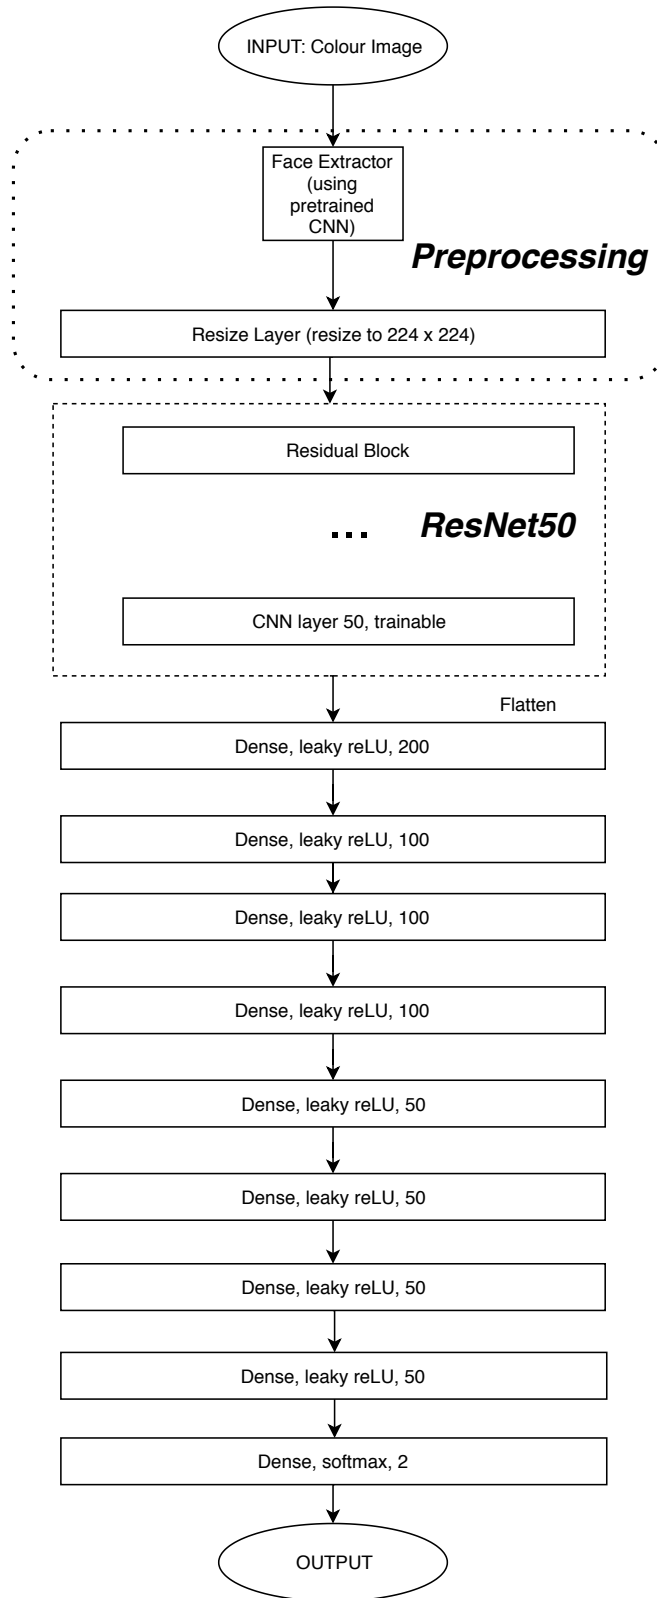 INPUT: Colour Image
Face Extractor
(using
pretrained
CNN)
Preprocessing
Resize Layer (resize to 224 x 224)
Residual Block
... ResNet50
CNN layer 50, trainable
Flatten
Dense, leaky reLU, 200
Dense, leaky reLU, 100
Dense, leaky reLU, 100
Dense, leaky reLU, 100
Dense, leaky reLU, 50
Dense, leaky reLU, 50
Dense, leaky reLU, 50
Dense, leaky reLU, 50
Dense, softmax, 2
OUTPUT